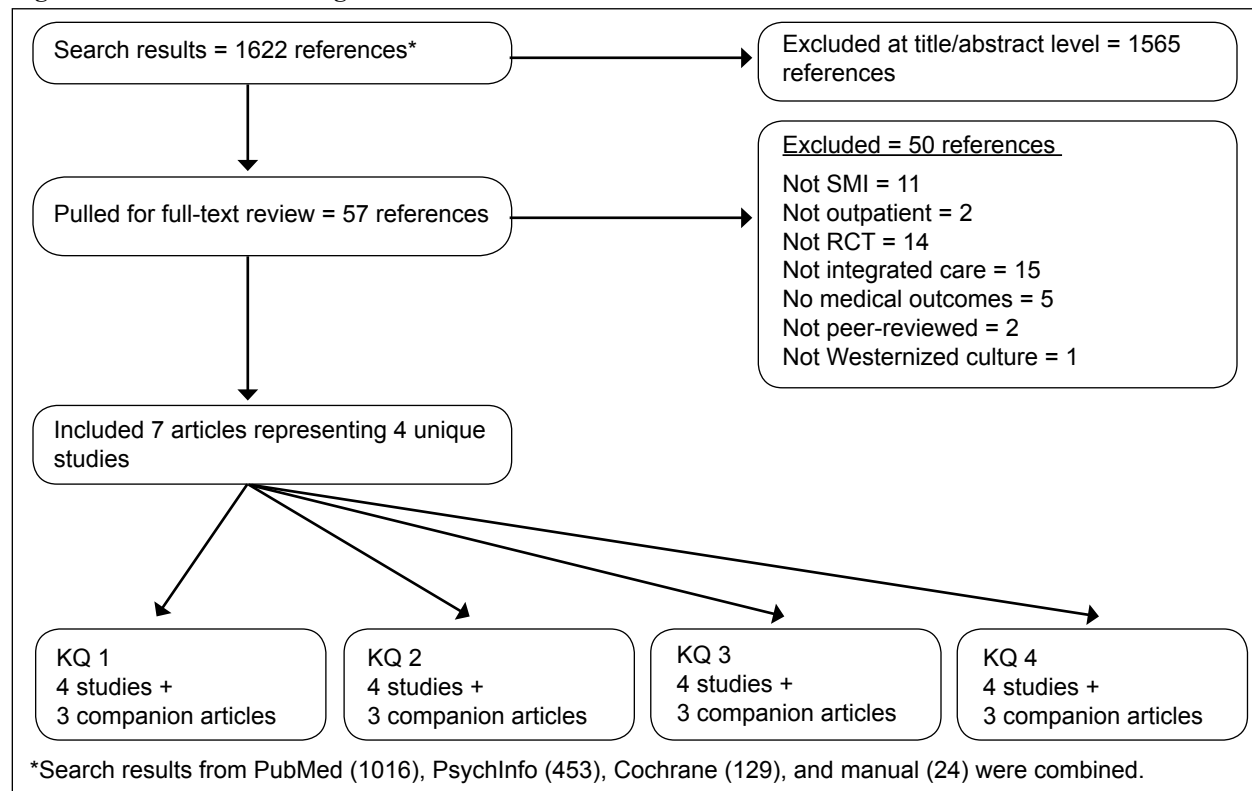 Search results = 1622 references*
Excluded at title/abstract level = 1565
references
Pulled for full-text review = 57 references
Excluded = 50 references
Not SMI = 11
Not outpatient = 2
Not RCT = 14
Not integrated care = 15
No medical outcomes = 5
Not peer-reviewed = 2
Not Westernized culture = 1
Included 7 articles representing 4 unique
studies
KQ 1
4 studies +
3 companion articles
KQ 2
4 studies +
3 companion articles
KQ 3
4 studies +
3 companion articles
KQ 4
4 studies +
3 companion articles
*Search results from PubMed (1016), PsychInfo (453), Cochrane (129), and manual (24) were combined.